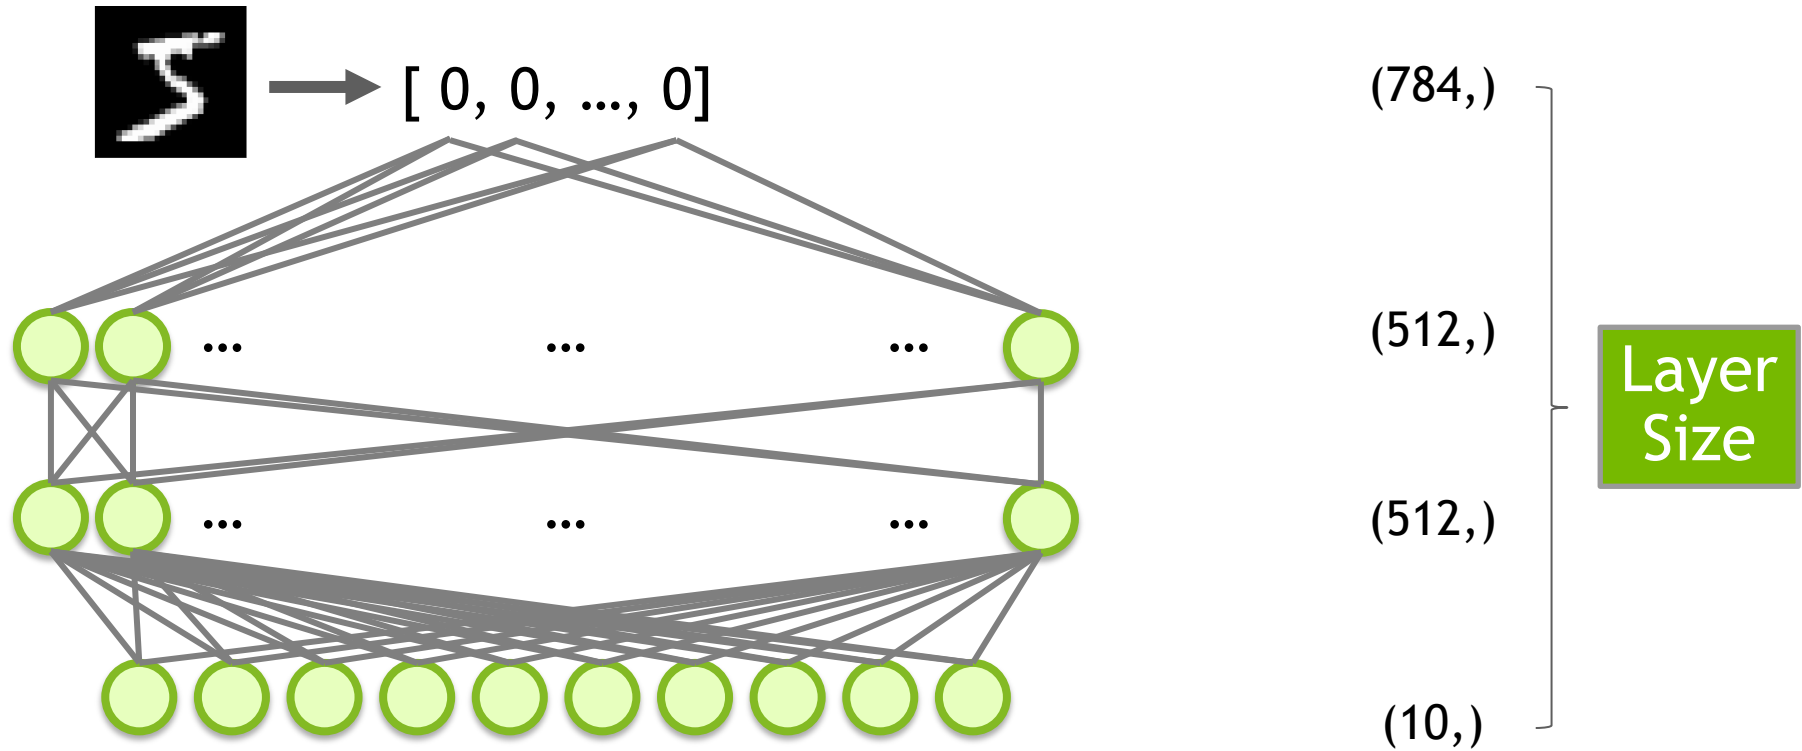 [ 0, 0, ..., 0]
(784,)
... ... ...
(512,)
Layer
Size
... ... ...
(512,)
(10,)